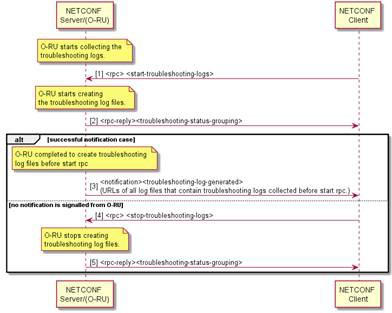 NETCONF
Server/(O-RU)
NETCONF
Client
O-RU starts collecting the
troubleshooting logs.
[1] <rpc> <start-troubleshooting-logs>
O-RU starts creating
the troubleshooting log files.
[2] <rpc-reply><troubleshooting-status-grouping>
alt [successful notification case]
O-RU completed to create troubleshooting
log files before start rpc
[3] <notification><troubleshooting-log-generated>
(URLs of all log files that contain troubleshooting logs collected before start rpc.)
[no notification is signalled from O-RU]
[4] <rpc> <stop-troubleshooting-logs>
O-RU stops creating
troubleshooting log files.
[5] <rpc-reply><troubleshooting-status-grouping>
NETCONF
Server/(O-RU)
NETCONF
Client